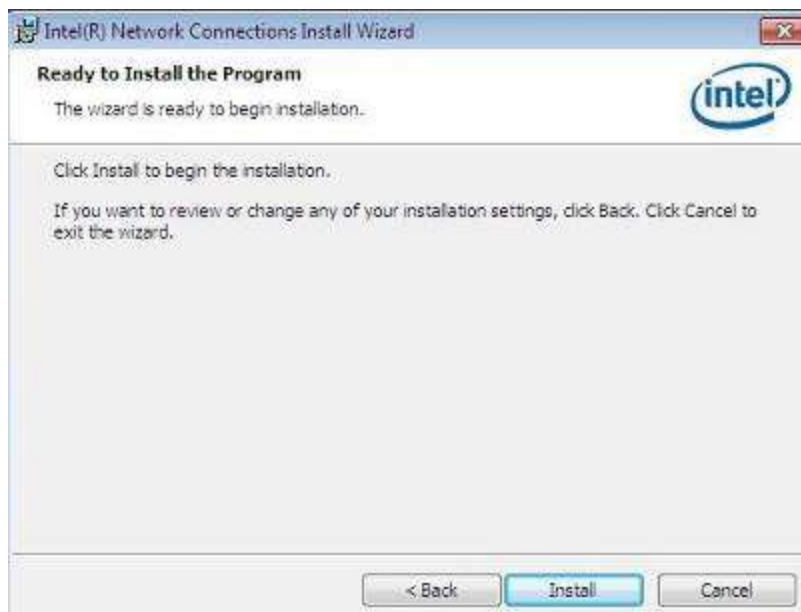 Intel(R) Network Connections Install Wizard
Ready to Install the Program
The wizard is ready to begin installation.
intel
Click Install to begin the installation.
If you want to review or change any of your installation settings, click Back. Click Cancel to
exit the wizard.
< Back
Install
Cancel